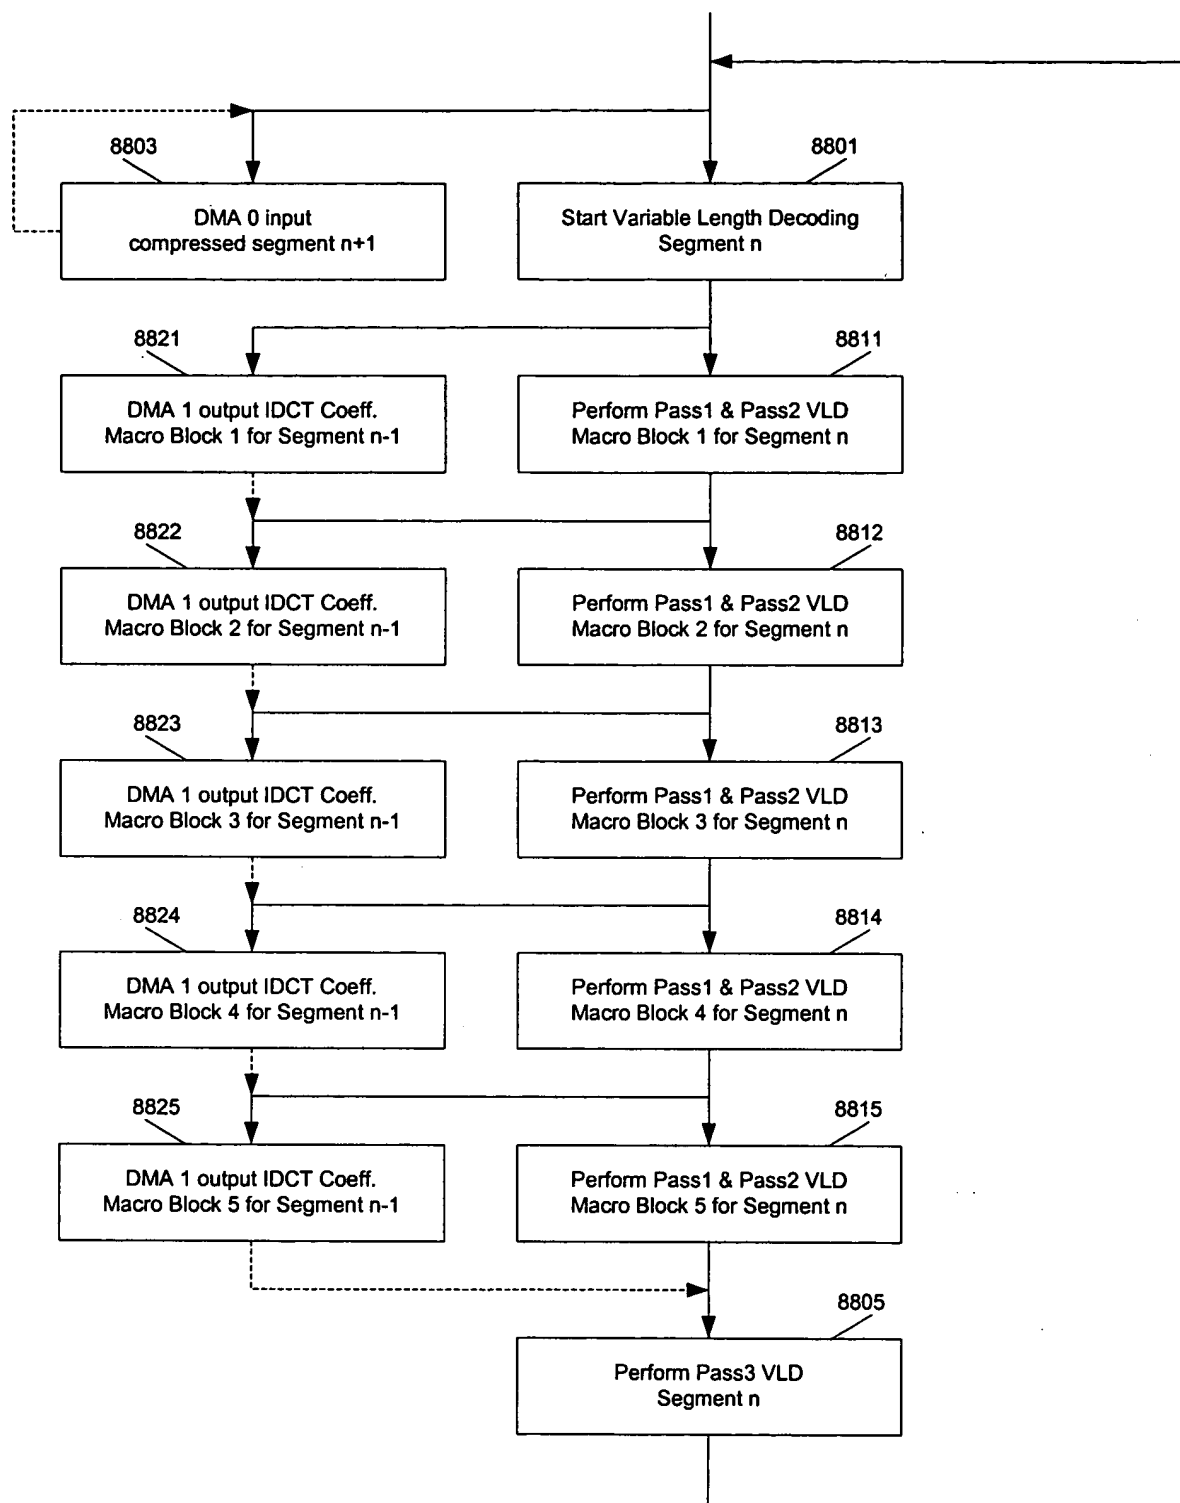 8803
8801
DMA 0 input
compressed segment n+1
Start Variable Length Decoding
Segment n
8821
8811
DMA 1 output IDCT Coeff.
Macro Block 1 for Segment n-1
Perform Pass1 & Pass2 VLD
Macro Block 1 for Segment n
8822
8812
DMA 1 output IDCT Coeff.
Macro Block 2 for Segment n-1
Perform Pass1 & Pass2 VLD
Macro Block 2 for Segment n
8823
8813
DMA 1 output IDCT Coeff.
Macro Block 3 for Segment n-1
Perform Pass1 & Pass2 VLD
Macro Block 3 for Segment n
8824
8814
DMA 1 output IDCT Coeff.
Macro Block 4 for Segment n-1
Perform Pass1 & Pass2 VLD
Macro Block 4 for Segment n
8825
8815
DMA 1 output IDCT Coeff.
Macro Block 5 for Segment n-1
Perform Pass1 & Pass2 VLD
Macro Block 5 for Segment n
8805
Perform Pass3 VLD
Segment n